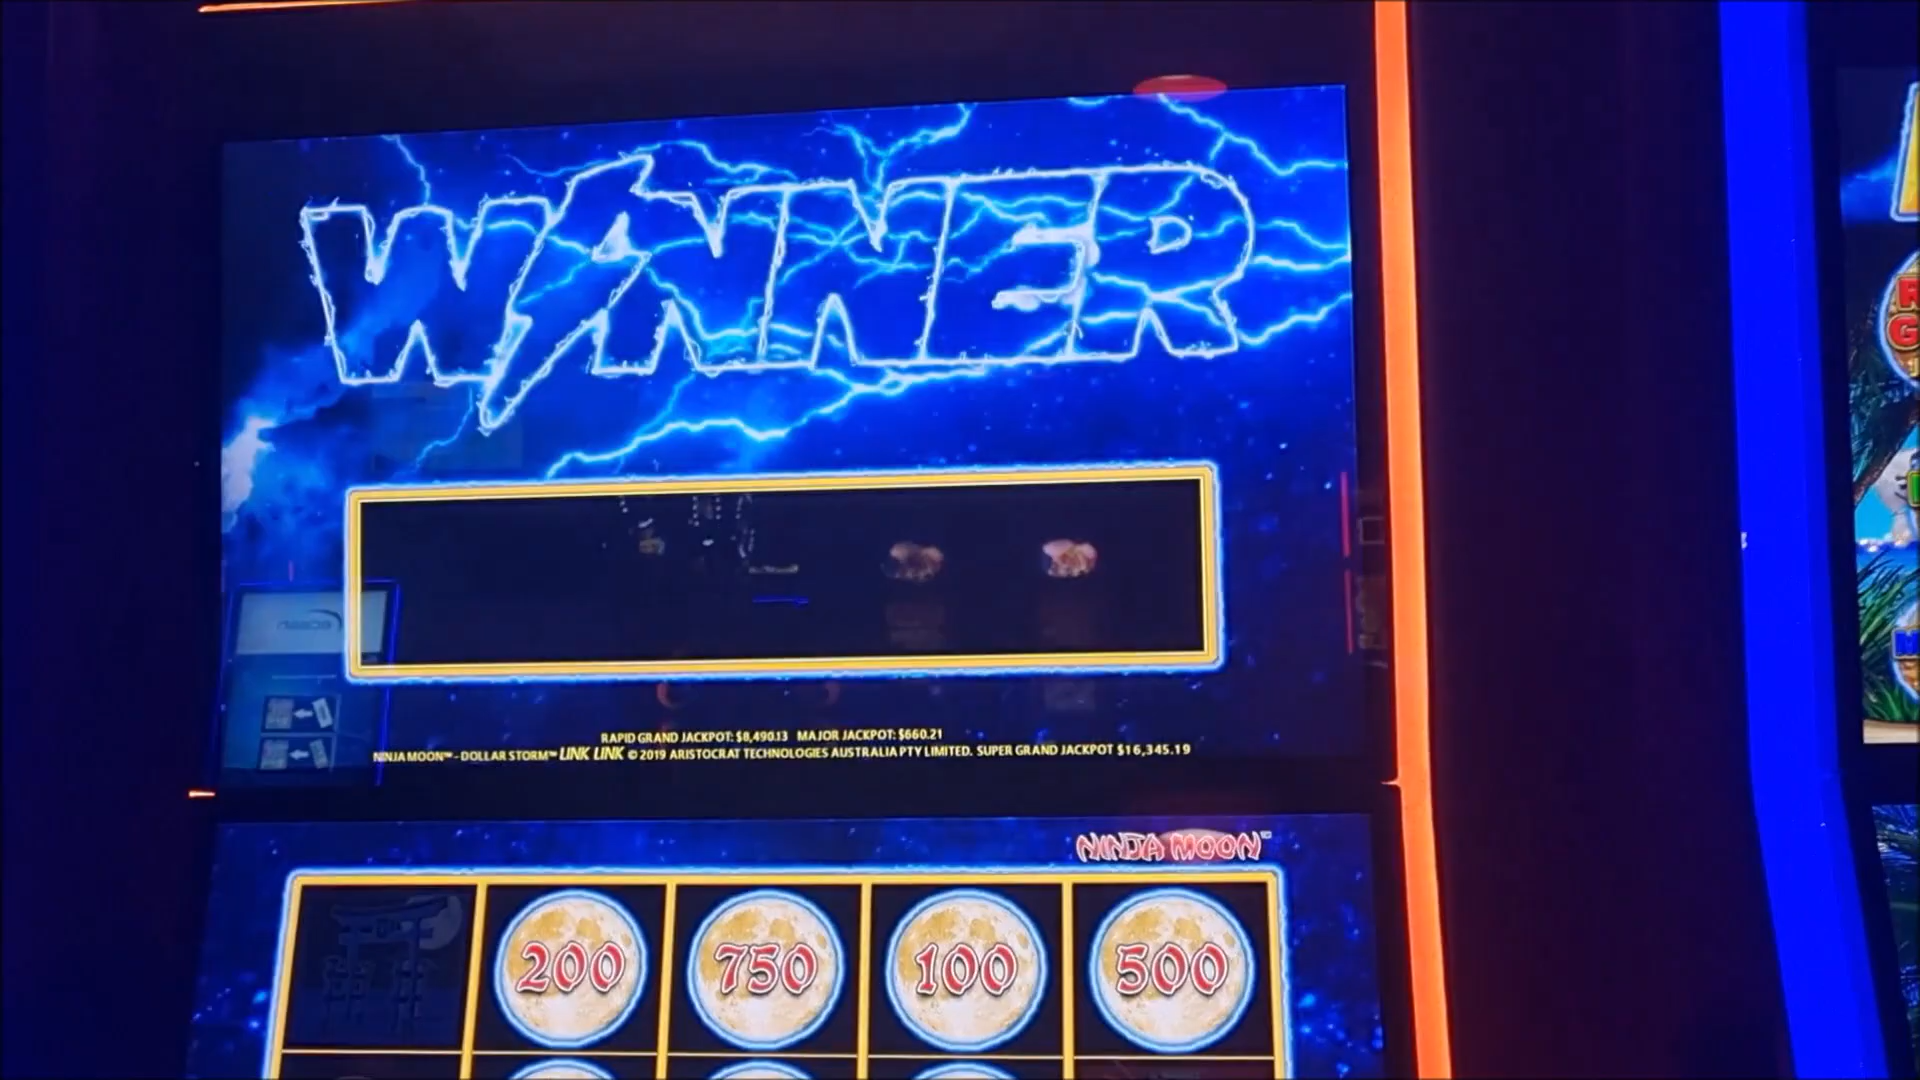 WINNER
RAPID GRAND JACKPOT: $8,490.13 MAJOR JACKPOT: $660.21
NINJA MOON™ - DOLLAR STORM™ LINK LINK © 2019 ARISTOCRAT TECHNOLOGIES AUSTRALIA PTY LIMITED. SUPER GRAND JACKPOT $16,345.19
NINJA MOON™
200 750 100 500